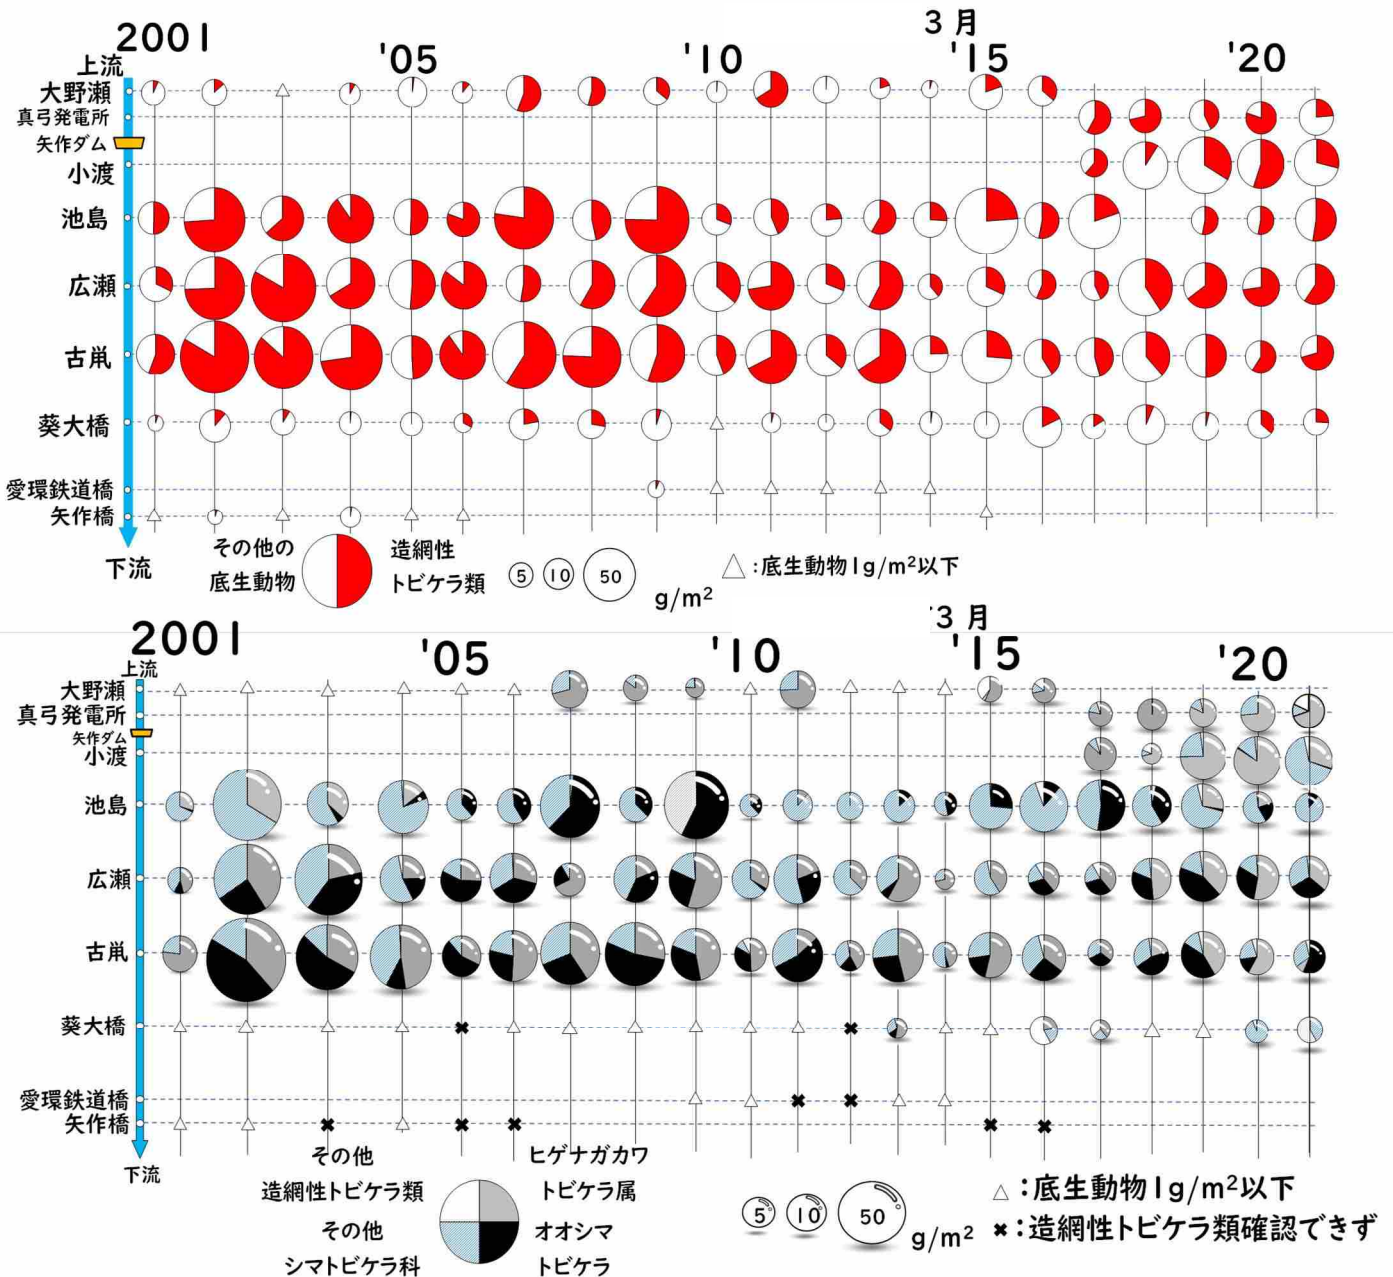 3月
2001
'05
'10
'15
'20
上流
大野瀬
真弓発電所
矢作ダム
小渡
池島
広瀬
古鼡
葵大橋
愛環鉄道橋
矢作橋
下流
その他の
底生動物
造網性
トビケラ類
5
10
50
g/m²
△:底生動物1g/m²以下
3月
2001
'05
'10
'15
'20
上流
大野瀬
真弓発電所
矢作ダム
小渡
池島
広瀬
古鼡
葵大橋
愛環鉄道橋
矢作橋
下流
その他
造網性トビケラ類
ヒゲナガカワ
トビケラ属
その他
シマトビケラ科
オオシマ
トビケラ
5
10
50
g/m²
△:底生動物1g/m²以下
✖:造網性トビケラ類確認できず